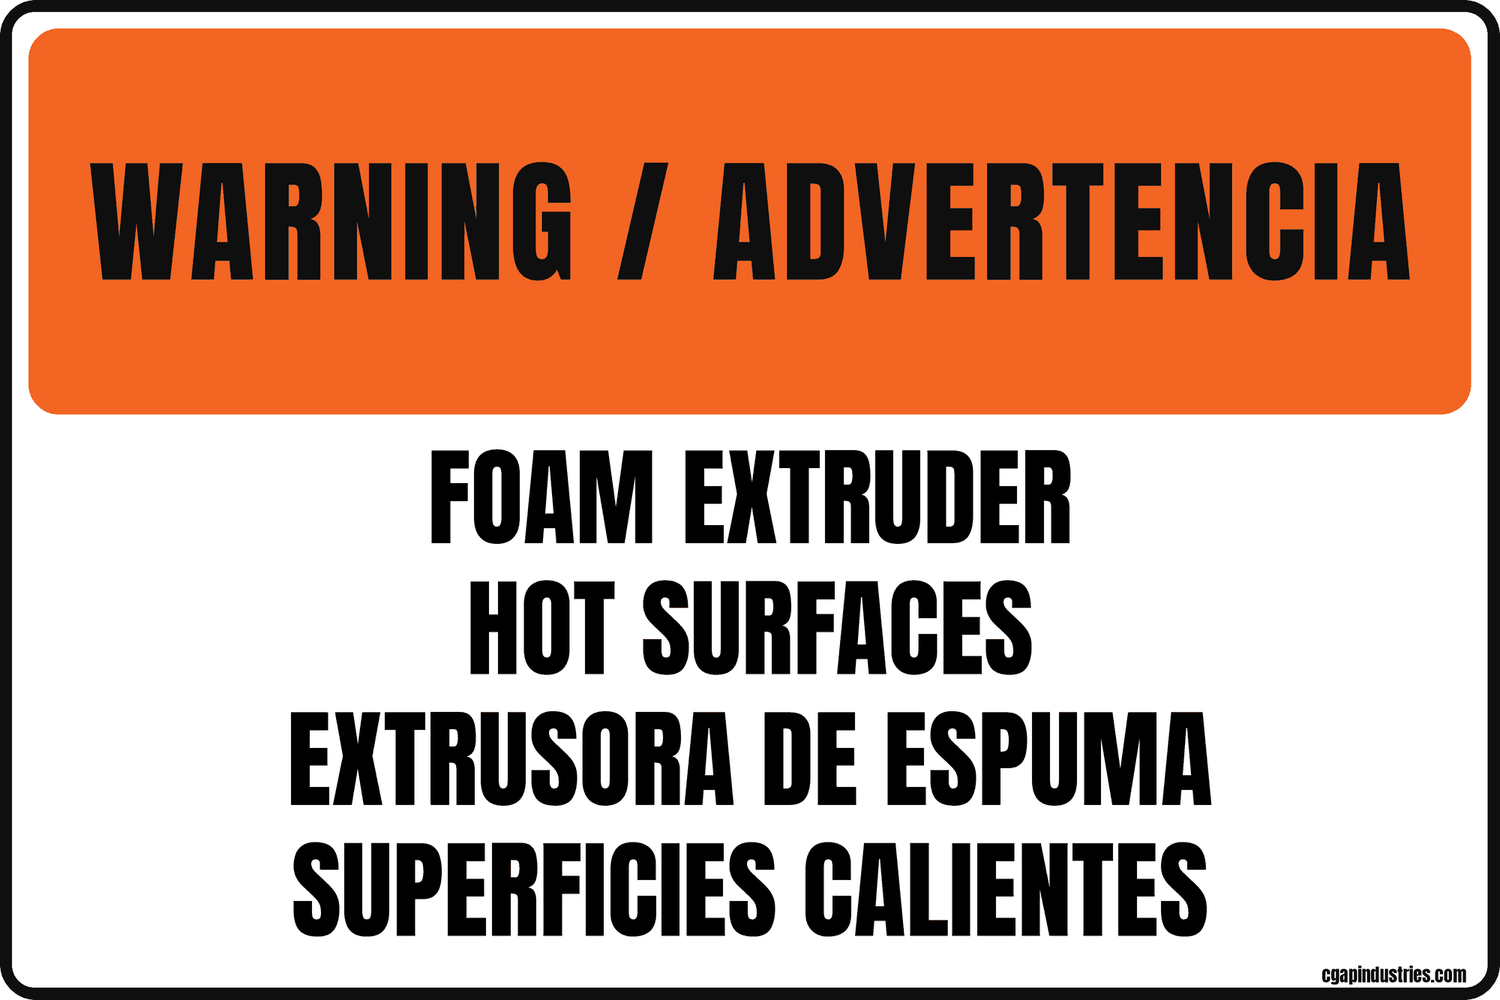 WARNING / ADVERTENCIA
FOAM EXTRUDER
HOT SURFACES
EXTRUSORA DE ESPUMA
SUPERFICIES CALIENTES
cgapindustries.com